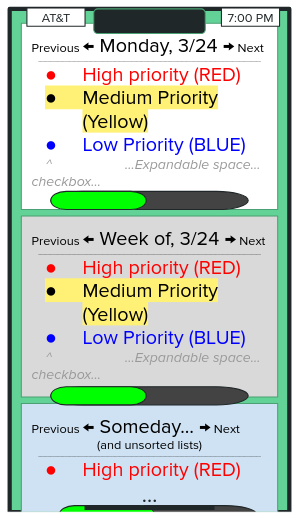 AT&T 7:00 PM
Previous Monday, 3/24 Next
High priority (RED)
Medium Priority
(Yellow)
Low Priority (BLUE)
^ ...Expandable space...
checkbox...
Previous Week of, 3/24 Next
High priority (RED)
Medium Priority
(Yellow)
Low Priority (BLUE)
^ ...Expandable space...
checkbox...
Previous Someday... Next
(and unsorted lists)
High priority (RED)
...